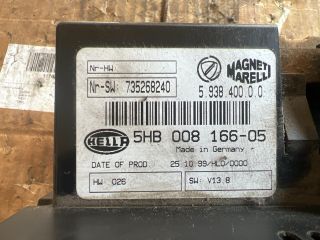 Nr-HW
Nr-SW 735268240
MAGNETI
MARELLI
5 938 400 0 0
HELLA
5HB 008 166-05
Made in Germany
DATE OF PROD 25 10 99/HLO/0000
HW 026
SW: V13 8